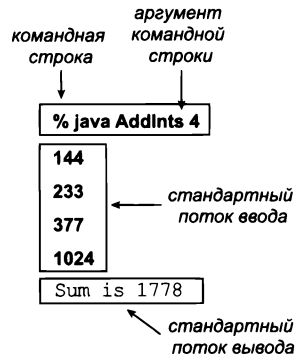 командная
строка
аргумент
командной
строки
% java AddInts 4
144
233
377
1024
стандартный
поток ввода
Sum is 1778
стандартный
поток вывода